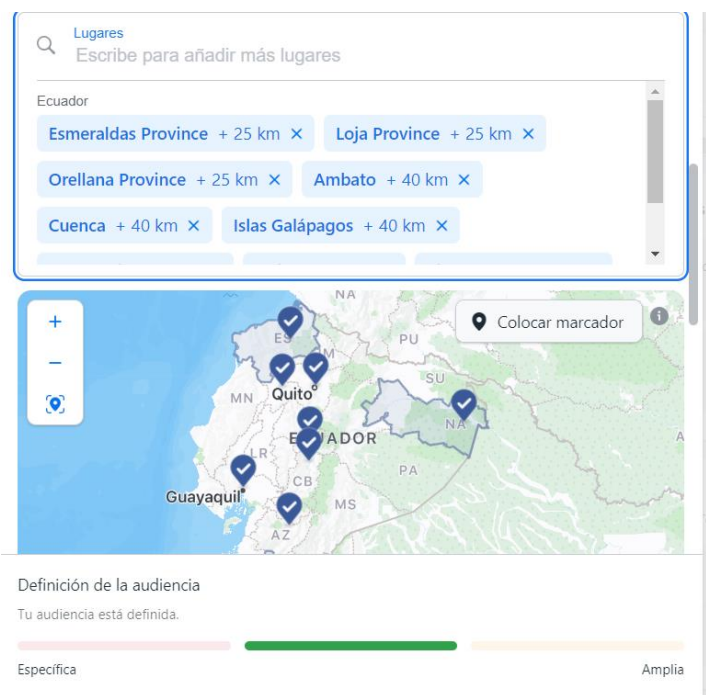 Lugares
Escribe para añadir más lugares
Ecuador
Esmeraldas Province + 25 km ×
Loja Province + 25 km ×
Orellana Province + 25 km ×
Ambato + 40 km ×
Cuenca + 40 km ×
Islas Galápagos + 40 km ×
+
−
Colocar marcador
NA
ES
PU
SU
MN
Quito
NA
ECUADOR
LR
CB
PA
Guayaquil
MS
AZ
Definición de la audiencia
Tu audiencia está definida.
Específica
Amplia